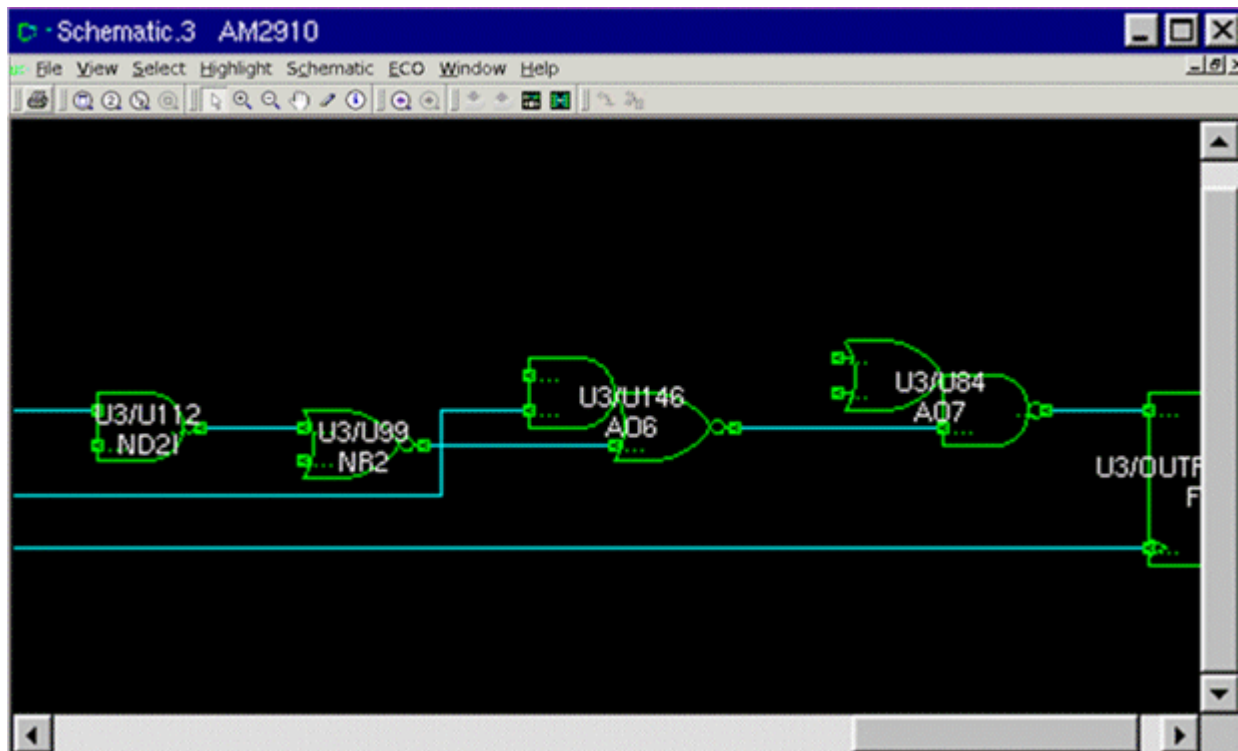 Schematic.3 AM2910
File View Select Highlight Schematic ECO Window Help
U3/U112
ND2I
U3/U99
NR2
U3/U146
AO6
U3/U84
AO7
U3/OUTF
F